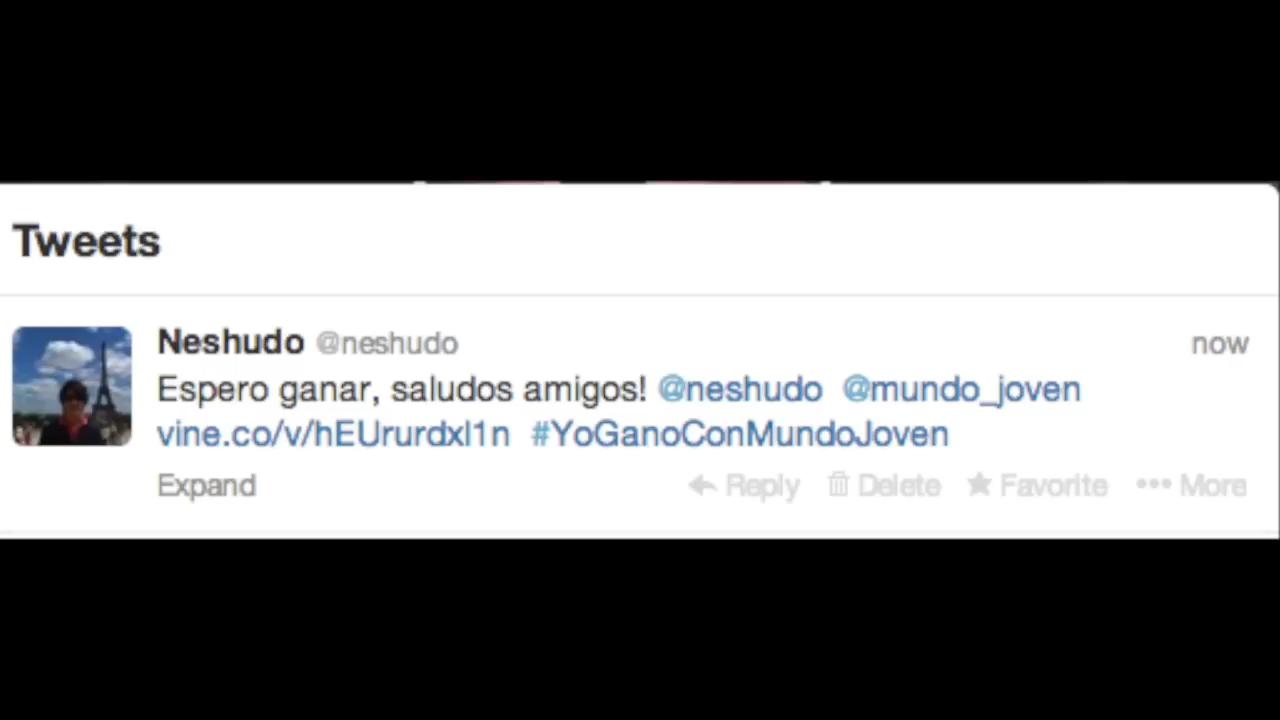 Tweets
Neshudo @neshudo now
Espero ganar, saludos amigos! @neshudo @mundo_joven
vine.co/v/hEUrurdxl1n #YoGanoConMundoJoven
Expand Reply Delete Favorite More